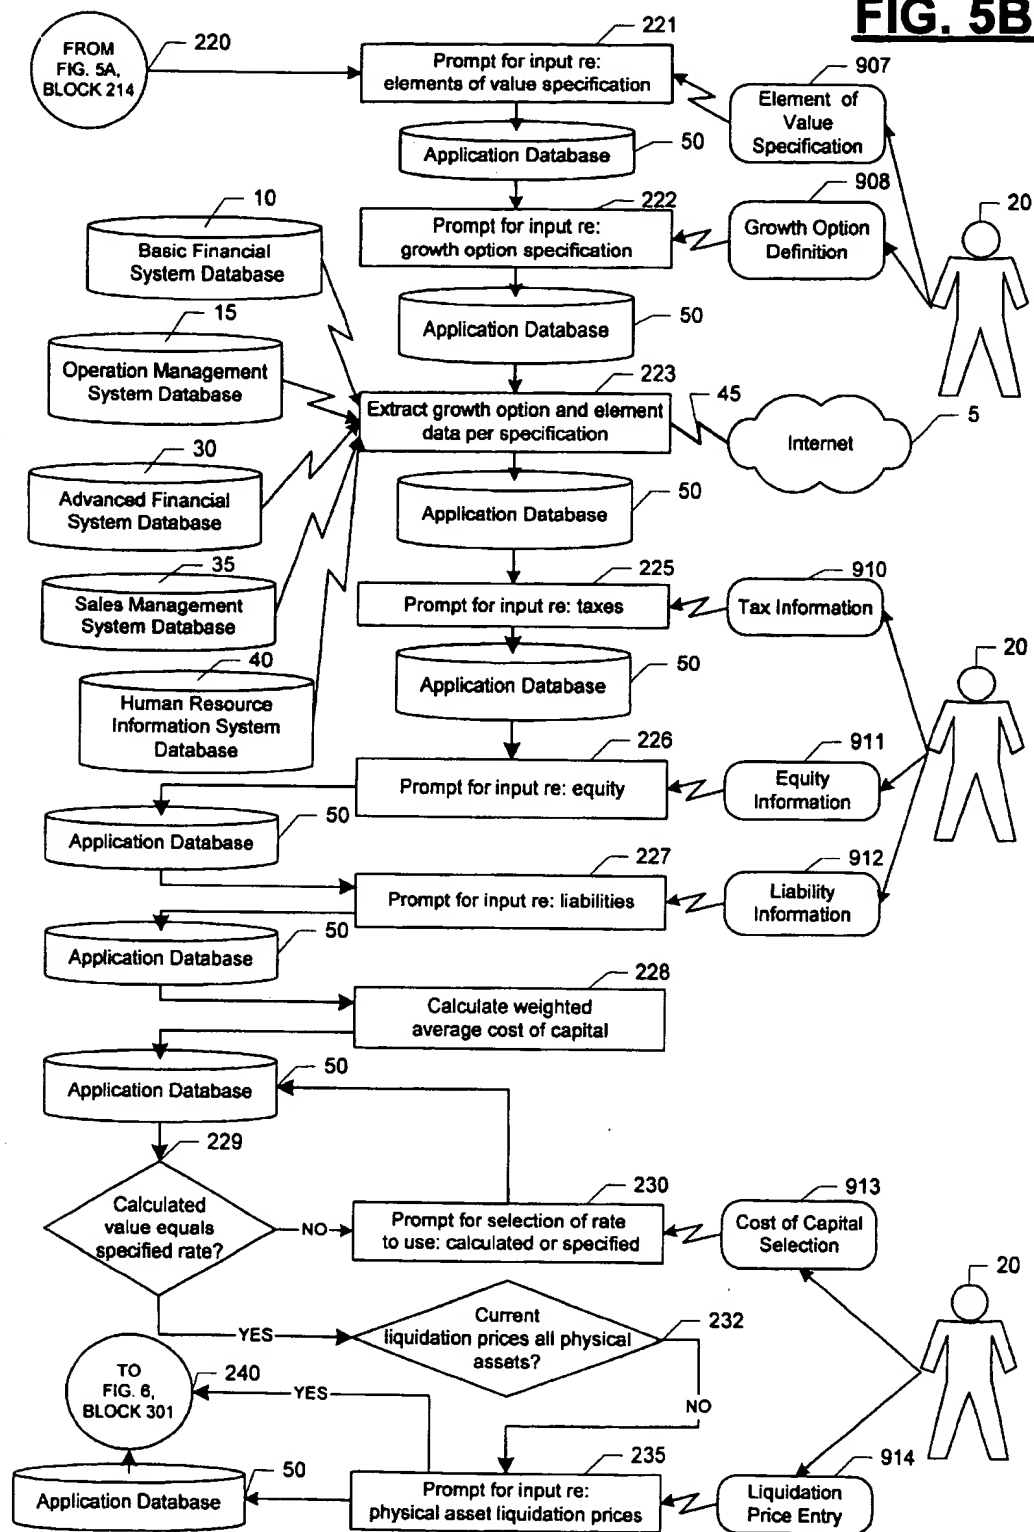 FIG. 5B
FROM
FIG. 5A,
BLOCK 214
220
221
Prompt for input re:
elements of value specification
907
Element of
Value
Specification
50
Application Database
908
Growth Option
Definition
20
222
Prompt for input re:
growth option specification
10
Basic Financial
System Database
50
Application Database
15
Operation Management
System Database
223
Extract growth option and element
data per specification
45
5
Internet
30
Advanced Financial
System Database
50
Application Database
35
Sales Management
System Database
225
Prompt for input re: taxes
910
Tax Information
20
40
Human Resource
Information System
Database
50
Application Database
226
Prompt for input re: equity
911
Equity
Information
50
Application Database
227
Prompt for input re: liabilities
912
Liability
Information
50
Application Database
228
Calculate weighted
average cost of capital
50
Application Database
229
Calculated
value equals
specified rate?
NO
230
Prompt for selection of rate
to use: calculated or specified
913
Cost of Capital
Selection
20
YES
Current
liquidation prices all physical
assets?
232
NO
TO
FIG. 6,
BLOCK 301
240
YES
235
Prompt for input re:
physical asset liquidation prices
914
Liquidation
Price Entry
50
Application Database